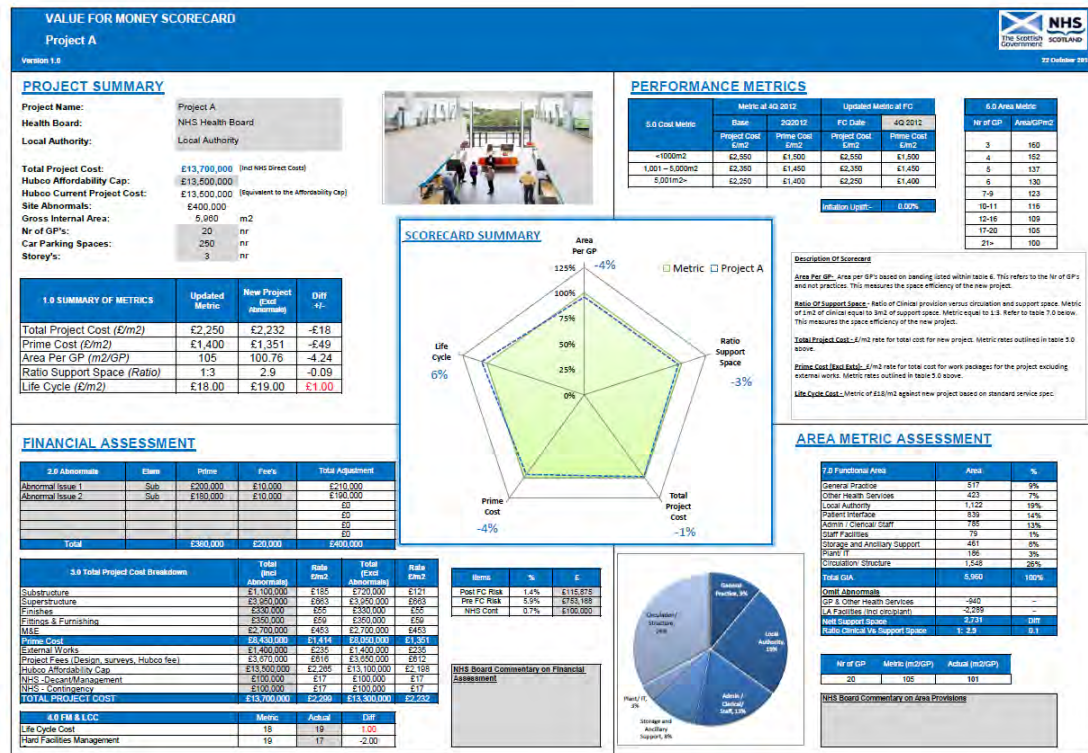 VALUE FOR MONEY SCORECARD
Project A
Version 1.0
The Scottish Government
NHS SCOTLAND
22 October
PROJECT SUMMARY
Project Name: Project A
Health Board: NHS Health Board
Local Authority: Local Authority
Total Project Cost: £13,700,000 (Incl NHS Direct Costs)
Hubco Affordability Cap: £13,500,000
Hubco Current Project Cost: £13,500,000 (Equivalent to the Affordability Cap)
Site Abnormals: £400,000
Gross Internal Area: 5,960 m2
Nr of GP's: 20 nr
Car Parking Spaces: 250 nr
Storey's: 3 nr
1.0 SUMMARY OF METRICS Updated Metric New Project (Excl Abnormals) Diff +/-
Total Project Cost (£/m2) £2,250 £2,232 -£18
Prime Cost (£/m2) £1,400 £1,351 -£49
Area Per GP (m2/GP) 105 100.76 -4.24
Ratio Support Space (Ratio) 1:3 2.9 -0.09
Life Cycle (£/m2) £18.00 £19.00 £1.00
PERFORMANCE METRICS
5.0 Cost Metric Metric at 4Q 2012 Updated Metric at FC
Base 2Q2012 FC Date 4Q 2012
Project Cost £/m2 Prime Cost £/m2 Project Cost £/m2 Prime Cost £/m2
<1000m2 £2,550 £1,500 £2,550 £1,500
1,001 – 5,000m2 £2,350 £1,450 £2,350 £1,450
5,001m2> £2,250 £1,400 £2,250 £1,400
Inflation Uplift:- 0.00%
6.0 Area Metric
Nr of GP Area/GPm2
3 160
4 152
5 137
6 130
7-9 123
10-11 116
12-16 109
17-20 105
21> 100
Description Of Scorecard
Area Per GP- Area per GP's based on banding listed within table 6. This refers to the Nr of GP's
and not practices. This measures the space efficiency of the new project.
Ratio Of Support Space - Ratio of Clinical provision versus circulation and support space. Metric
of 1m2 of clinical equal to 3m2 of support space. Metric equal to 1:3. Refer to table 7.0 below.
This measures the space efficiency of the new project.
Total Project Cost - £/m2 rate for total cost for new project. Metric rates outlined in table 5.0
above.
Prime Cost (Excl Exts)- £/m2 rate for total cost for work packages for the project excluding
external works. Metric rates outlined in table 5.0 above.
Life Cycle Cost - Metric of £18/m2 against new project based on standard service spec.
SCORECARD SUMMARY
Metric Project A
Area Per GP
-4%
125%
100%
75%
50%
25%
0%
Ratio Support Space
-3%
Total Project Cost
-1%
Prime Cost
-4%
Life Cycle
6%
FINANCIAL ASSESSMENT
2.0 Abnormals Elem Prime Fee's Total Adjustment
Abnormal Issue 1 Sub £200,000 £10,000 £210,000
Abnormal Issue 2 Sub £180,000 £10,000 £190,000
£0
£0
£0
£0
Total £380,000 £20,000 £400,000
3.0 Total Project Cost Breakdown Total (Incl Abnormals) Rate £/m2 Total (Excl Abnormals) Rate £/m2
Substructure £1,100,000 £185 £720,000 £121
Superstructure £3,950,000 £663 £3,950,000 £663
Finishes £330,000 £55 £330,000 £55
Fittings & Furnishing £350,000 £59 £350,000 £59
M&E £2,700,000 £453 £2,700,000 £453
Prime Cost £8,430,000 £1,414 £8,050,000 £1,351
External Works £1,400,000 £235 £1,400,000 £235
Project Fees (Design, surveys, Hubco fee) £3,670,000 £616 £3,650,000 £612
Hubco Affordability Cap £13,500,000 £2,265 £13,100,000 £2,198
NHS -Decant/Management £100,000 £17 £100,000 £17
NHS - Contingency £100,000 £17 £100,000 £17
TOTAL PROJECT COST £13,700,000 £2,299 £13,300,000 £2,232
4.0 FM & LCC Metric Actual Diff
Life Cycle Cost 18 19 1.00
Hard Facilities Management 19 17 -2.00
Items % £
Post FC Risk 1.4% £115,875
Pre FC Risk 5.9% £753,188
NHS Cont 0.7% £100,000
NHS Board Commentary on Financial Assessment
AREA METRIC ASSESSMENT
7.0 Functional Area Area %
General Practice 517 9%
Other Health Services 423 7%
Local Authority 1,122 19%
Patient Interface 839 14%
Admin / Clerical/ Staff 785 13%
Staff Facilities 79 1%
Storage and Ancillary Support 461 8%
Plant/ IT 186 3%
Circulation/ Structure 1,548 26%
Total GIA 5,960 100%
Omit Abnormals
GP & Other Health Services -940 –
LA Facilities (Incl circ/plant) -2,289 –
Nett Support Space 2,731 Diff
Ratio Clinical Vs Support Space 1: 2.9 0.1
Nr of GP Metric (m2/GP) Actual (m2/GP)
20 105 101
NHS Board Commentary on Area Provisions
General Practice, 9%
Local Authority, 19%
Admin / Clerical/ Staff, 13%
Storage and Ancillary Support, 8%
Plant/ IT, 3%
Circulation/ Structure, 26%